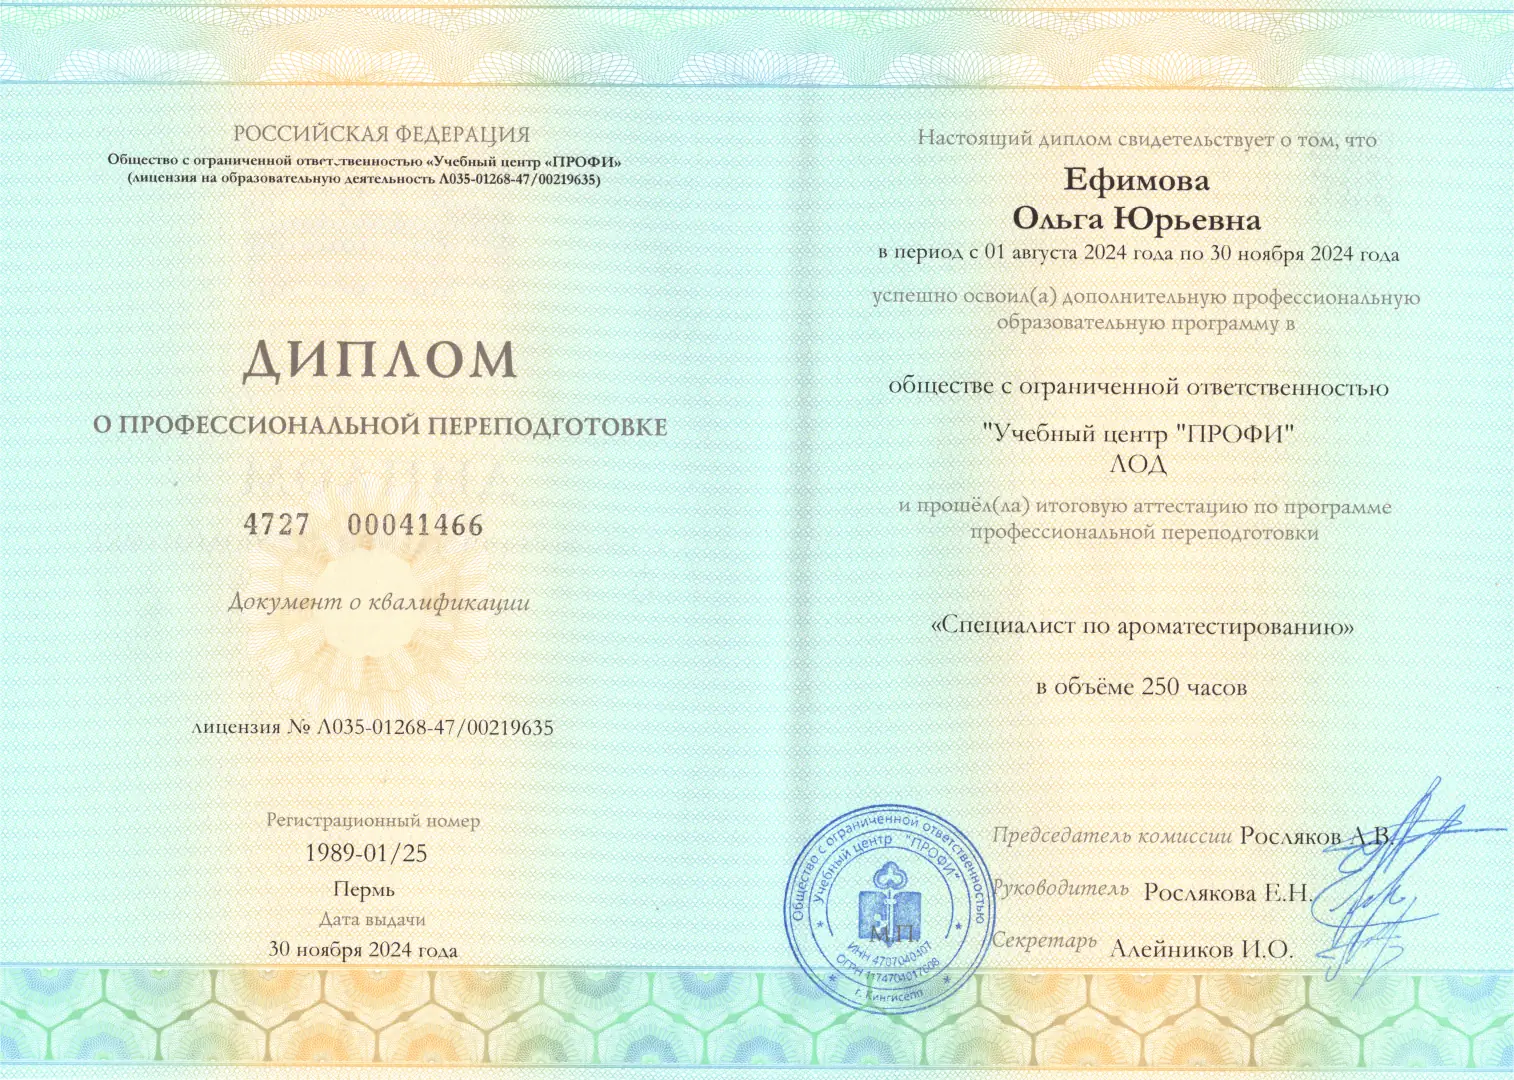 РОССИЙСКАЯ ФЕДЕРАЦИЯ
Общество с ограниченной ответственностью «Учебный центр «ПРОФИ»
(лицензия на образовательную деятельность Л035-01268-47/00219635)
ДИПЛОМ
О ПРОФЕССИОНАЛЬНОЙ ПЕРЕПОДГОТОВКЕ
4727 00041466
Документ о квалификации
лицензия № Л035-01268-47/00219635
Регистрационный номер
1989-01/25
Пермь
Дата выдачи
30 ноября 2024 года
Настоящий диплом свидетельствует о том, что
Ефимова
Ольга Юрьевна
в период с 01 августа 2024 года по 30 ноября 2024 года
успешно освоил(а) дополнительную профессиональную
образовательную программу в
обществе с ограниченной ответственностью
"Учебный центр "ПРОФИ"
ЛОД
и прошёл(ла) итоговую аттестацию по программе
профессиональной переподготовки
«Специалист по ароматестированию»
в объёме 250 часов
Председатель комиссии Росляков А.В.
Руководитель Рослякова Е.Н.
Секретарь Алейников И.О.
М.П.
Общество с ограниченной ответственностью
Учебный центр "ПРОФИ"
ИНН 4707040407
ОГРН 1174704017608
г. Кингисепп